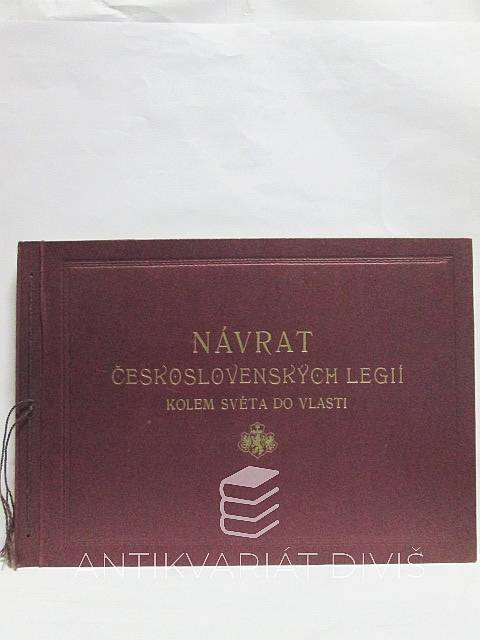 NÁVRAT
ČESKOSLOVENSKÝCH LEGIÍ
KOLEM SVĚTA DO VLASTI
ANTIKVARIÁT DIVIŠ